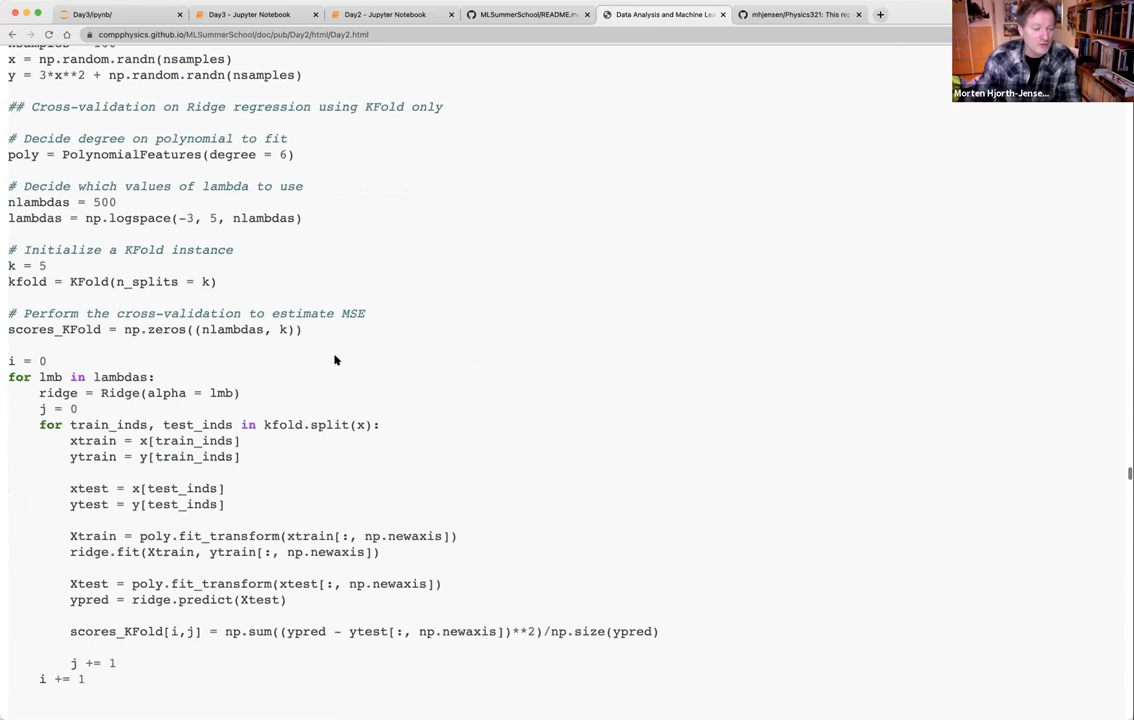 Day3/ipynb/
Day3 - Jupyter Notebook
Day2 - Jupyter Notebook
MLSummerSchool/README.m
Data Analysis and Machine Le
mhjensen/Physics321: This re
compphysics.github.io/MLSummerSchool/doc/pub/Day2/html/Day2.html
Morten Hjorth-Jense...
nsamples = 100
x = np.random.randn(nsamples)
y = 3*x**2 + np.random.randn(nsamples)
## Cross-validation on Ridge regression using KFold only
# Decide degree on polynomial to fit
poly = PolynomialFeatures(degree = 6)
# Decide which values of lambda to use
nlambdas = 500
lambdas = np.logspace(-3, 5, nlambdas)
# Initialize a KFold instance
k = 5
kfold = KFold(n_splits = k)
# Perform the cross-validation to estimate MSE
scores_KFold = np.zeros((nlambdas, k))
i = 0
for lmb in lambdas:
    ridge = Ridge(alpha = lmb)
    j = 0
    for train_inds, test_inds in kfold.split(x):
        xtrain = x[train_inds]
        ytrain = y[train_inds]
        xtest = x[test_inds]
        ytest = y[test_inds]
        Xtrain = poly.fit_transform(xtrain[:, np.newaxis])
        ridge.fit(Xtrain, ytrain[:, np.newaxis])
        Xtest = poly.fit_transform(xtest[:, np.newaxis])
        ypred = ridge.predict(Xtest)
        scores_KFold[i,j] = np.sum((ypred - ytest[:, np.newaxis])**2)/np.size(ypred)
        j += 1
    i += 1